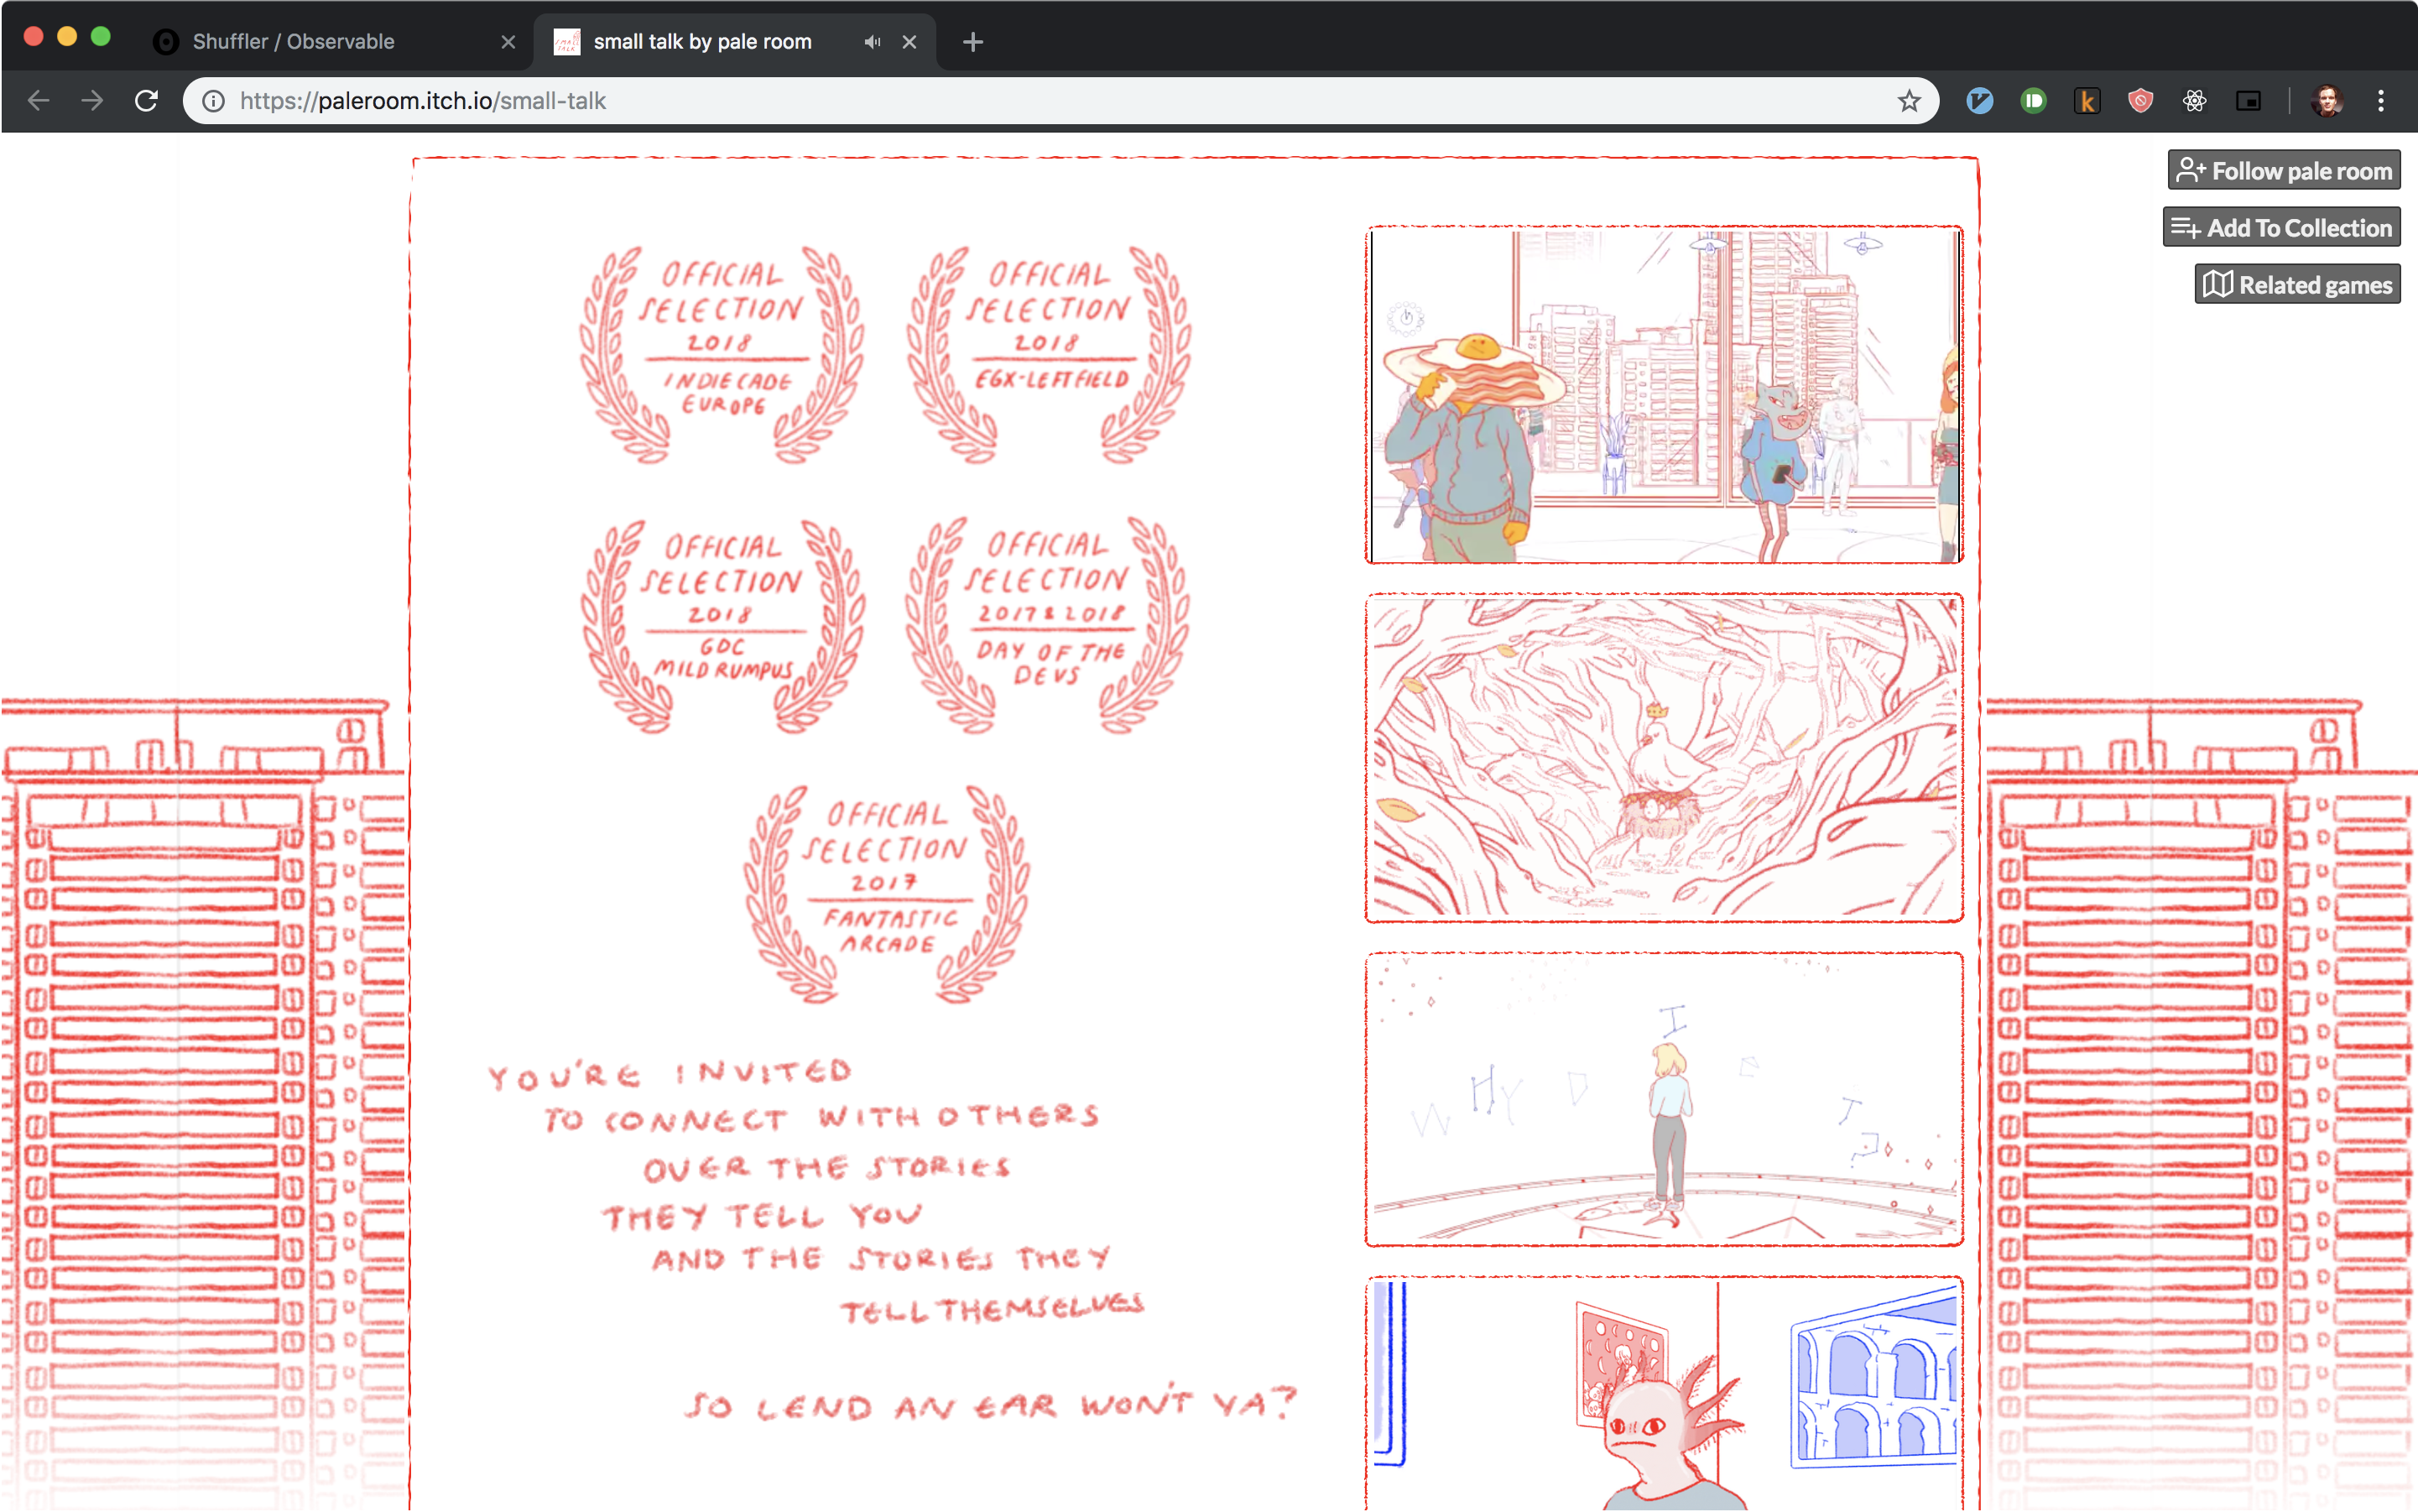 Shuffler / Observable
small talk by pale room
https://paleroom.itch.io/small-talk
Follow pale room
Add To Collection
Related games
OFFICIAL
SELECTION
2018
INDIECADE
EUROPE
OFFICIAL
SELECTION
2018
EGX-LEFTFIELD
OFFICIAL
SELECTION
2018
GDC
MILD RUMPUS
OFFICIAL
SELECTION
2017 & 2018
DAY OF THE
DEVS
OFFICIAL
SELECTION
2017
FANTASTIC
ARCADE
YOU'RE INVITED
TO CONNECT WITH OTHERS
OVER THE STORIES
THEY TELL YOU
AND THE STORIES THEY
TELL THEMSELVES
SO LEND AN EAR WON'T YA?
I
WHY D E T ?